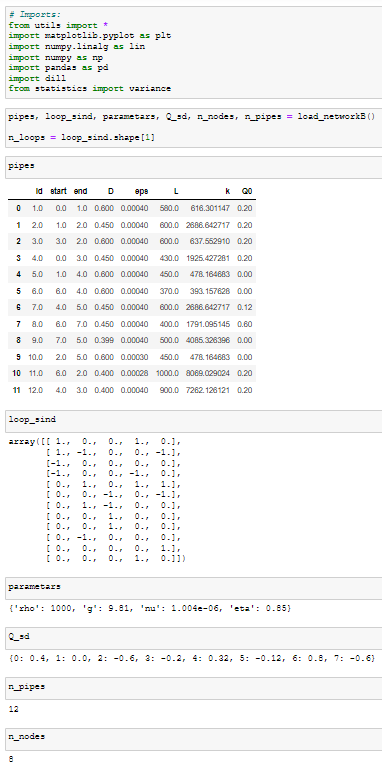 # Imports:
from utils import *
import matplotlib.pyplot as plt
import numpy.linalg as lin
import numpy as np
import pandas as pd
import dill
from statistics import variance
pipes, loop_sind, parametars, Q_sd, n_nodes, n_pipes = load_networkB()
n_loops = loop_sind.shape[1]
pipes
id start end D eps L k Q0
0 1.0 0.0 1.0 0.600 0.00040 580.0 616.301147 0.20
1 2.0 1.0 2.0 0.450 0.00040 600.0 2686.642717 0.20
2 3.0 3.0 2.0 0.600 0.00040 600.0 637.552910 0.20
3 4.0 0.0 3.0 0.450 0.00040 430.0 1925.427281 0.20
4 5.0 1.0 4.0 0.600 0.00040 450.0 478.164683 0.00
5 6.0 6.0 4.0 0.600 0.00040 370.0 393.157628 0.00
6 7.0 4.0 5.0 0.450 0.00040 600.0 2686.642717 0.12
7 8.0 6.0 7.0 0.450 0.00040 400.0 1791.095145 0.60
8 9.0 7.0 5.0 0.399 0.00040 500.0 4085.326396 0.00
9 10.0 2.0 5.0 0.600 0.00030 450.0 478.164683 0.00
10 11.0 6.0 2.0 0.400 0.00028 1000.0 8069.029024 0.20
11 12.0 4.0 3.0 0.400 0.00040 900.0 7262.126121 0.20
loop_sind
array([[ 1., 0., 0., 1., 0.],
[ 1., -1., 0., 0., -1.],
[-1., 0., 0., 0., 0.],
[-1., 0., 0., -1., 0.],
[ 0., 1., 0., 1., 1.],
[ 0., 0., -1., 0., -1.],
[ 0., 1., -1., 0., 0.],
[ 0., 0., 1., 0., 0.],
[ 0., 0., 1., 0., 0.],
[ 0., -1., 0., 0., 0.],
[ 0., 0., 0., 0., 1.],
[ 0., 0., 0., 1., 0.]])
parametars
{'rho': 1000, 'g': 9.81, 'nu': 1.004e-06, 'eta': 0.85}
Q_sd
{0: 0.4, 1: 0.0, 2: -0.6, 3: -0.2, 4: 0.32, 5: -0.12, 6: 0.8, 7: -0.6}
n_pipes
12
n_nodes
8